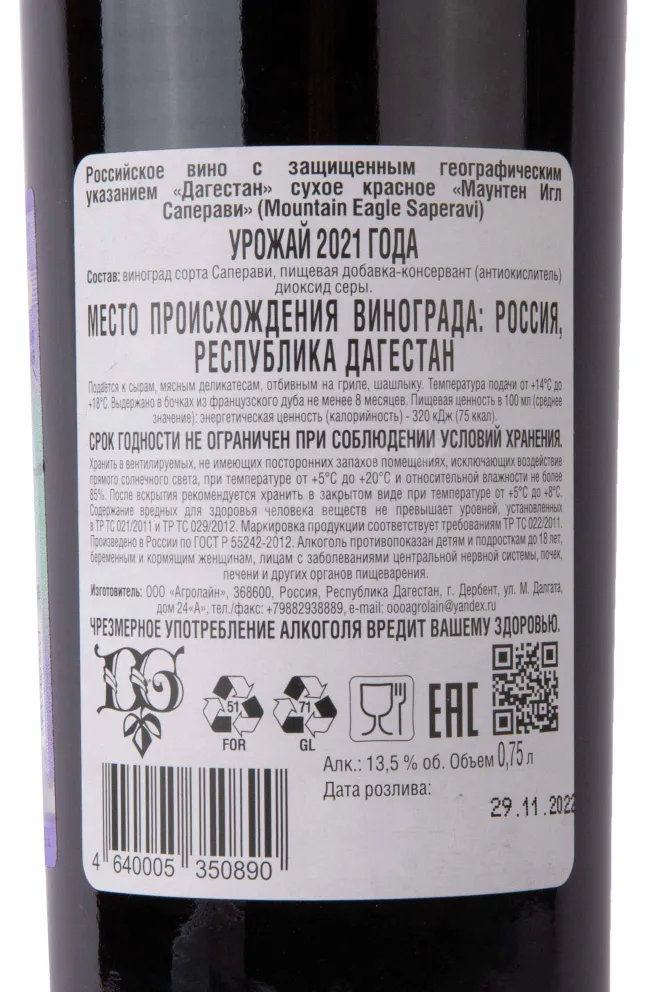 Российское вино с защищенным географическим
указанием «Дагестан» сухое красное «Маунтен Игл
Саперави» (Mountain Eagle Saperavi)
УРОЖАЙ 2021 ГОДА
Состав: виноград сорта Саперави, пищевая добавка-консервант (антиокислитель)
диоксид серы.
МЕСТО ПРОИСХОЖДЕНИЯ ВИНОГРАДА: РОССИЯ,
РЕСПУБЛИКА ДАГЕСТАН
Подаётся к сырам, мясным деликатесам, отбивным на гриле, шашлыку. Температура подачи от +14°С до
+18°С. Выдержано в бочках из французского дуба не менее 8 месяцев. Пищевая ценность в 100 мл (среднее
значение): энергетическая ценность (калорийность) - 320 кДж (75 ккал).
СРОК ГОДНОСТИ НЕ ОГРАНИЧЕН ПРИ СОБЛЮДЕНИИ УСЛОВИЙ ХРАНЕНИЯ.
Хранить в вентилируемых, не имеющих посторонних запахов помещениях, исключающих воздействие
прямого солнечного света, при температуре от +5°С до +20°С и относительной влажности не более
85%. После вскрытия рекомендуется хранить в закрытом виде при температуре от +5°С до +8°С.
Содержание вредных для здоровья человека веществ не превышает уровней, установленных
в ТР ТС 021/2011 и ТР ТС 029/2012. Маркировка продукции соответствует требованиям ТР ТС 022/2011.
Произведено в России по ГОСТ Р 55242-2012. Алкоголь противопоказан детям и подросткам до 18 лет,
беременным и кормящим женщинам, лицам с заболеваниями центральной нервной системы, почек,
печени и других органов пищеварения.
Изготовитель: ООО «Агролайн», 368600, Россия, Республика Дагестан, г. Дербент, ул. М. Далгата,
дом 24«А», тел./факс: +79882938889, e-mail: oooagrolain@yandex.ru
ЧРЕЗМЕРНОЕ УПОТРЕБЛЕНИЕ АЛКОГОЛЯ ВРЕДИТ ВАШЕМУ ЗДОРОВЬЮ.
51 71 EAC
FOR GL
Алк.: 13,5 % об. Объем 0,75 л
Дата розлива:
29.11.2022
4 640005 350890